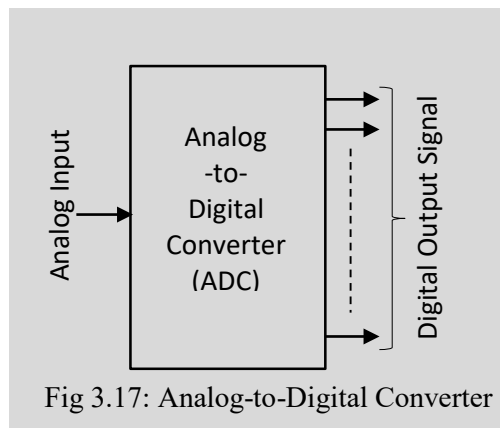 Analog Input
Analog
-to-
Digital
Converter
(ADC)
Digital Output Signal
Fig 3.17: Analog-to-Digital Converter